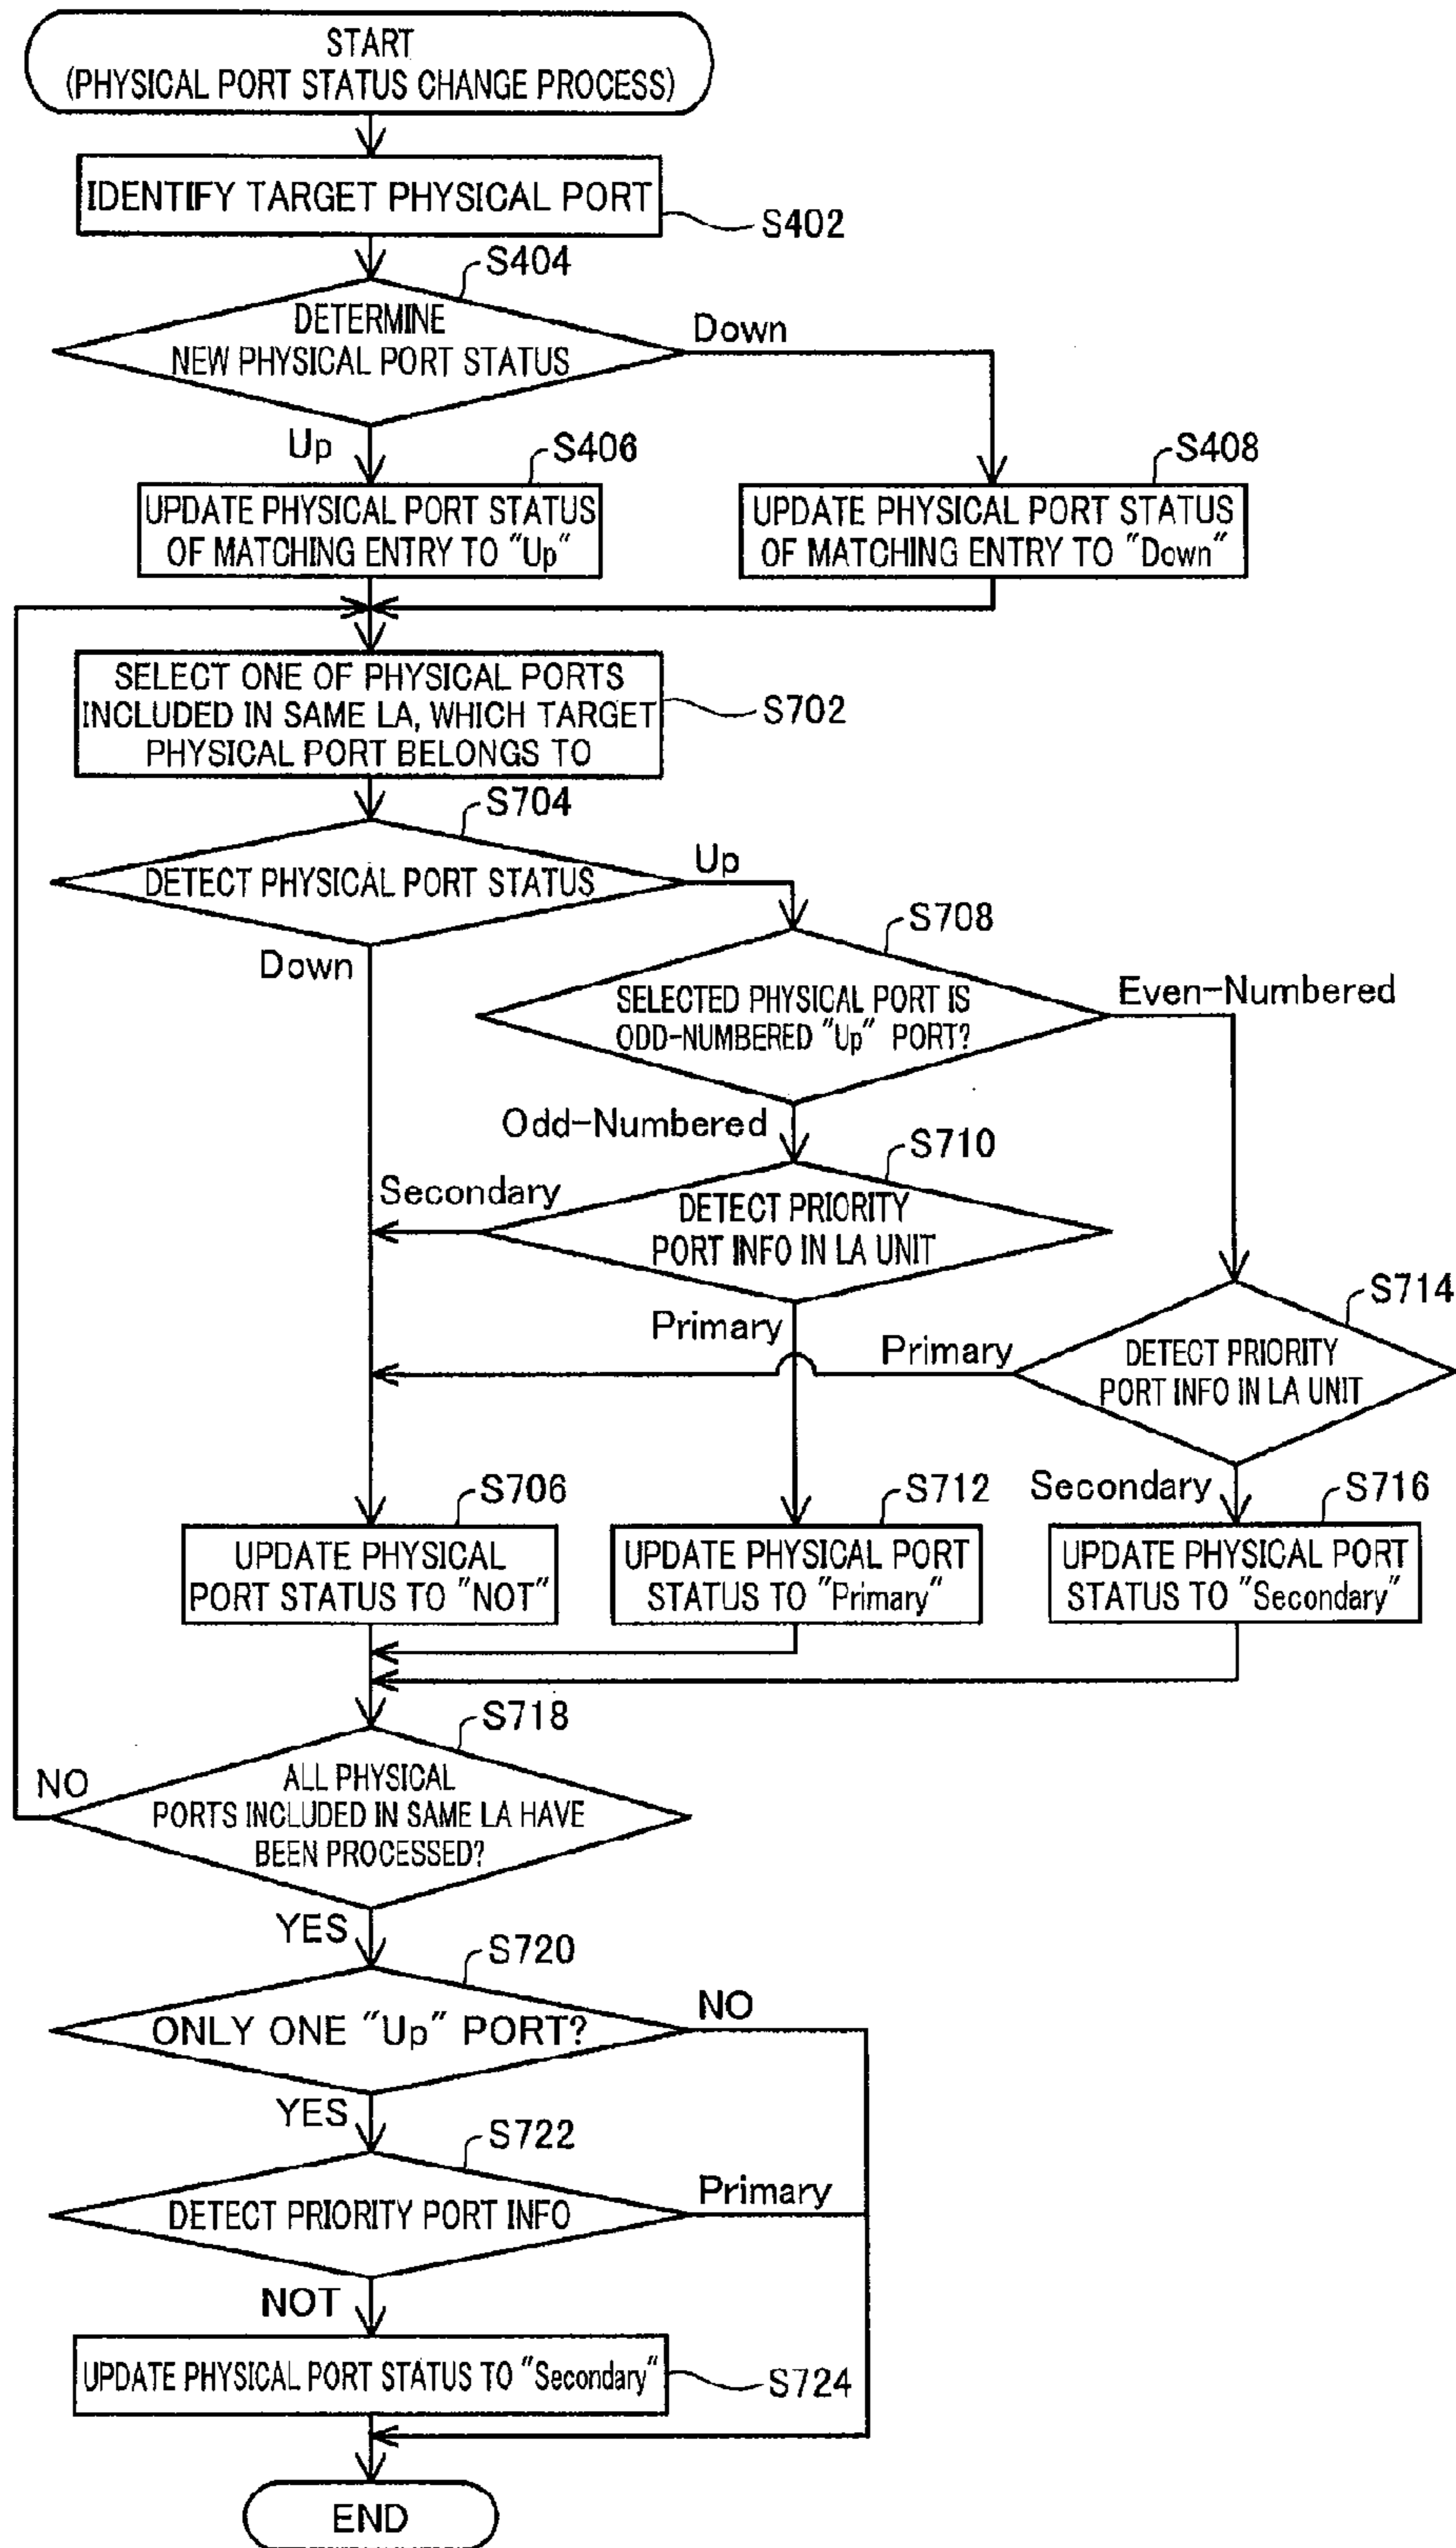 START
(PHYSICAL PORT STATUS CHANGE PROCESS)
IDENTIFY TARGET PHYSICAL PORT
S402
S404
DETERMINE
NEW PHYSICAL PORT STATUS
Down
Up
S406
S408
UPDATE PHYSICAL PORT STATUS
OF MATCHING ENTRY TO "Up"
UPDATE PHYSICAL PORT STATUS
OF MATCHING ENTRY TO "Down"
SELECT ONE OF PHYSICAL PORTS
INCLUDED IN SAME LA, WHICH TARGET
PHYSICAL PORT BELONGS TO
S702
S704
DETECT PHYSICAL PORT STATUS
Up
Down
S708
SELECTED PHYSICAL PORT IS
ODD-NUMBERED "Up" PORT?
Even-Numbered
Odd-Numbered
S710
DETECT PRIORITY
PORT INFO IN LA UNIT
Secondary
Primary
S714
DETECT PRIORITY
PORT INFO IN LA UNIT
Primary
Secondary
S706
S712
S716
UPDATE PHYSICAL
PORT STATUS TO "NOT"
UPDATE PHYSICAL PORT
STATUS TO "Primary"
UPDATE PHYSICAL PORT
STATUS TO "Secondary"
S718
ALL PHYSICAL
PORTS INCLUDED IN SAME LA HAVE
BEEN PROCESSED?
NO
YES
S720
ONLY ONE "Up" PORT?
NO
YES
S722
DETECT PRIORITY PORT INFO
Primary
NOT
UPDATE PHYSICAL PORT STATUS TO "Secondary"
S724
END